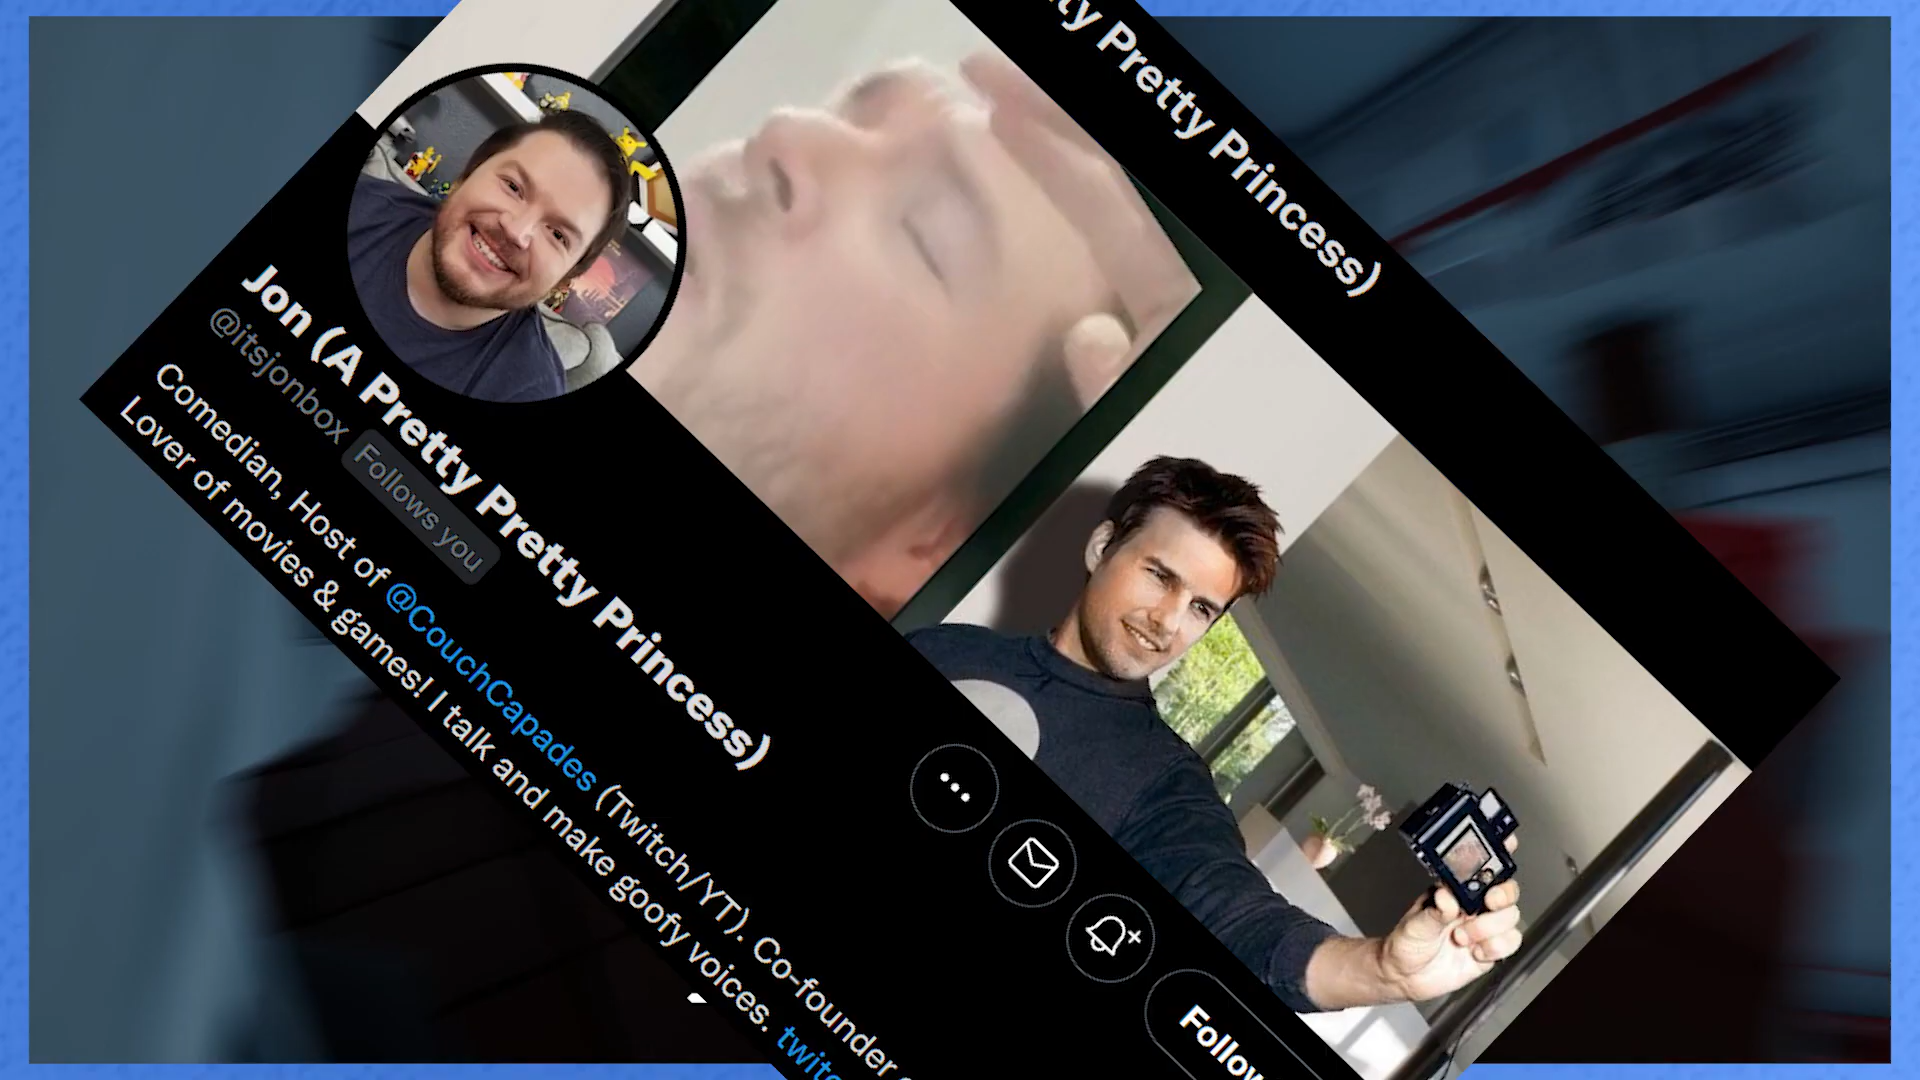 Pretty Pretty Princess)
Jon (A Pretty Pretty Princess)
@itsjonbox Follows you
Comedian, Host of @CouchCapades (Twitch/YT). Co-founder
Lover of movies & games! I talk and make goofy voices.